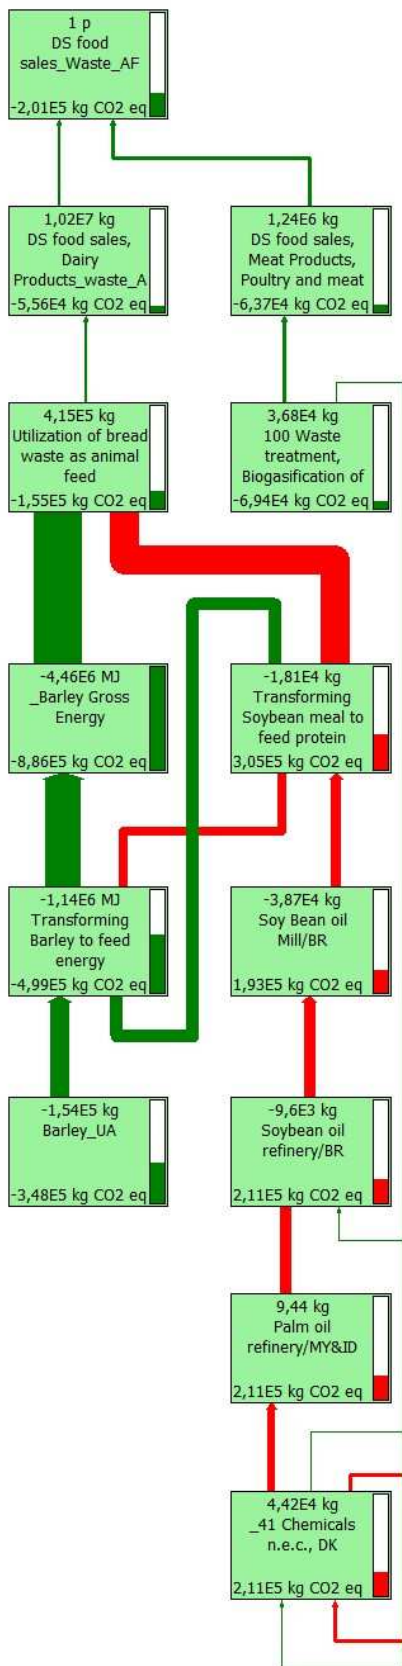 1 p
DS food
sales_Waste_AF
-2,01E5 kg CO2 eq
1,02E7 kg
DS food sales,
Dairy
Products_waste_A
-5,56E4 kg CO2 eq
1,24E6 kg
DS food sales,
Meat Products,
Poultry and meat
-6,37E4 kg CO2 eq
4,15E5 kg
Utilization of bread
waste as animal
feed
-1,55E5 kg CO2 eq
3,68E4 kg
100 Waste
treatment,
Biogasification of
-6,94E4 kg CO2 eq
-4,46E6 MJ
_Barley Gross
Energy
-8,86E5 kg CO2 eq
-1,81E4 kg
Transforming
Soybean meal to
feed protein
3,05E5 kg CO2 eq
-1,14E6 MJ
Transforming
Barley to feed
energy
-4,99E5 kg CO2 eq
-3,87E4 kg
Soy Bean oil
Mill/BR
1,93E5 kg CO2 eq
-1,54E5 kg
Barley_UA
-3,48E5 kg CO2 eq
-9,6E3 kg
Soybean oil
refinery/BR
2,11E5 kg CO2 eq
9,44 kg
Palm oil
refinery/MY&ID
2,11E5 kg CO2 eq
4,42E4 kg
_41 Chemicals
n.e.c., DK
2,11E5 kg CO2 eq